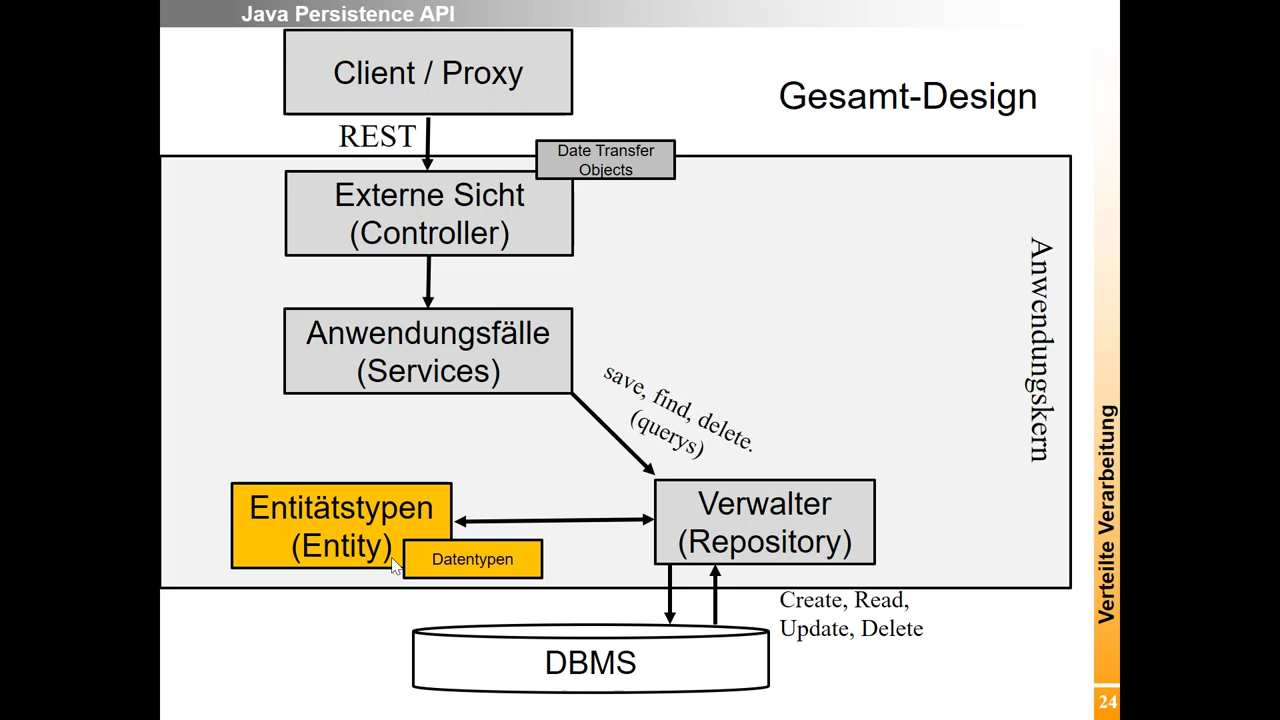 Java Persistence API
Client / Proxy
Gesamt-Design
REST
Date Transfer
Objects
Externe Sicht
(Controller)
Anwendungskern
Anwendungsfälle
(Services)
save, find, delete.
(querys)
Entitätstypen
(Entity)
Datentypen
Verwalter
(Repository)
Create, Read,
Update, Delete
DBMS
Verteilte Verarbeitung
24